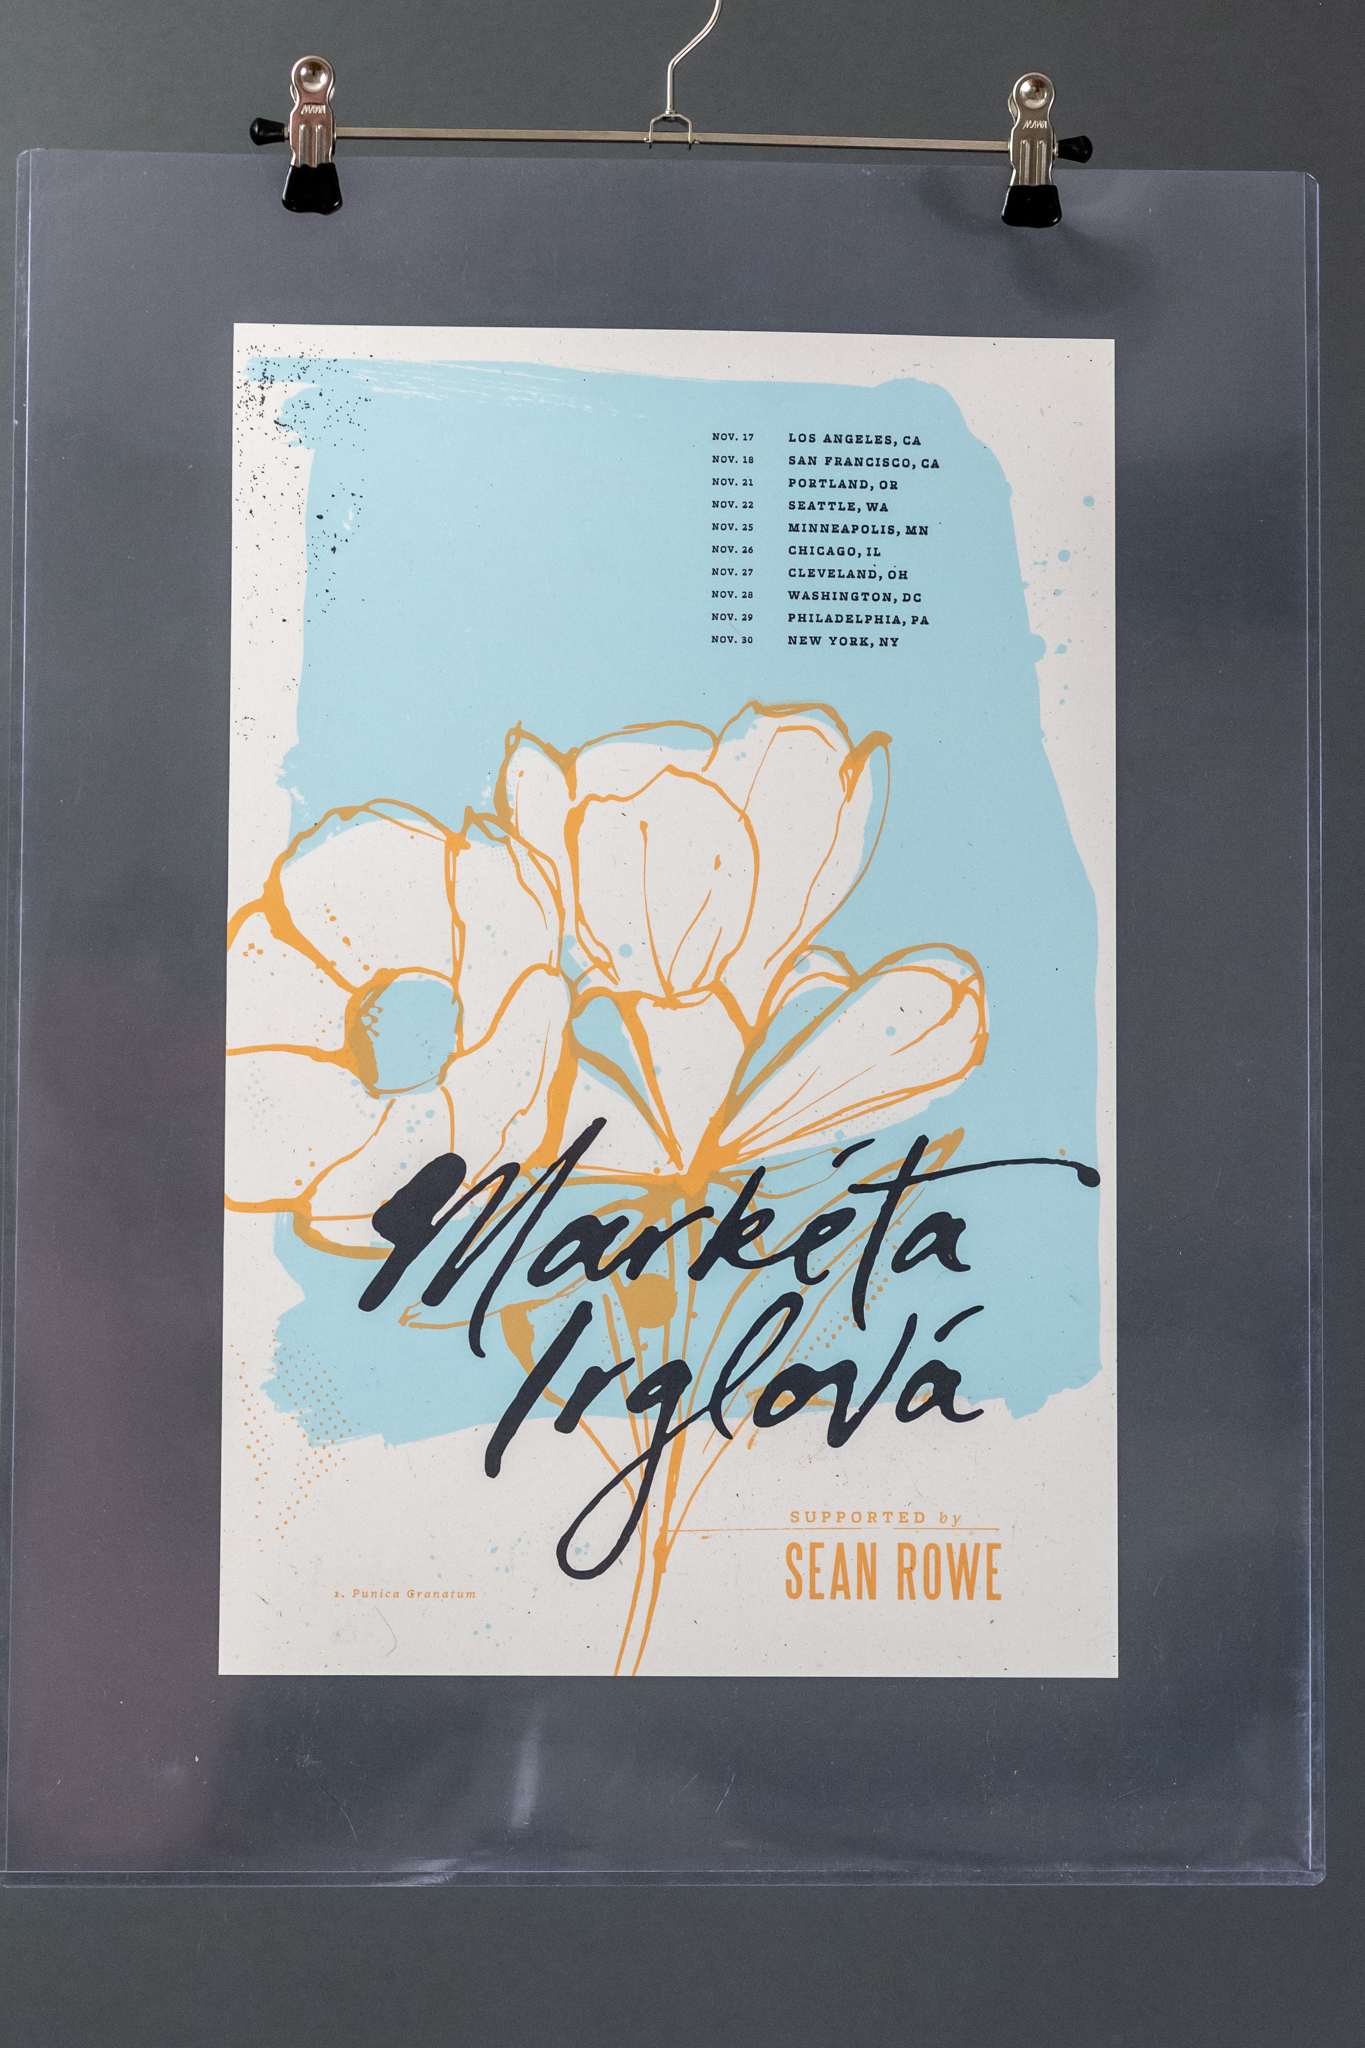 MAWA
MAWA
NOV. 17 LOS ANGELES, CA
NOV. 18 SAN FRANCISCO, CA
NOV. 21 PORTLAND, OR
NOV. 22 SEATTLE, WA
NOV. 25 MINNEAPOLIS, MN
NOV. 26 CHICAGO, IL
NOV. 27 CLEVELAND, OH
NOV. 28 WASHINGTON, DC
NOV. 29 PHILADELPHIA, PA
NOV. 30 NEW YORK, NY
Markéta
Irglová
SUPPORTED by
SEAN ROWE
1. Punica Granatum